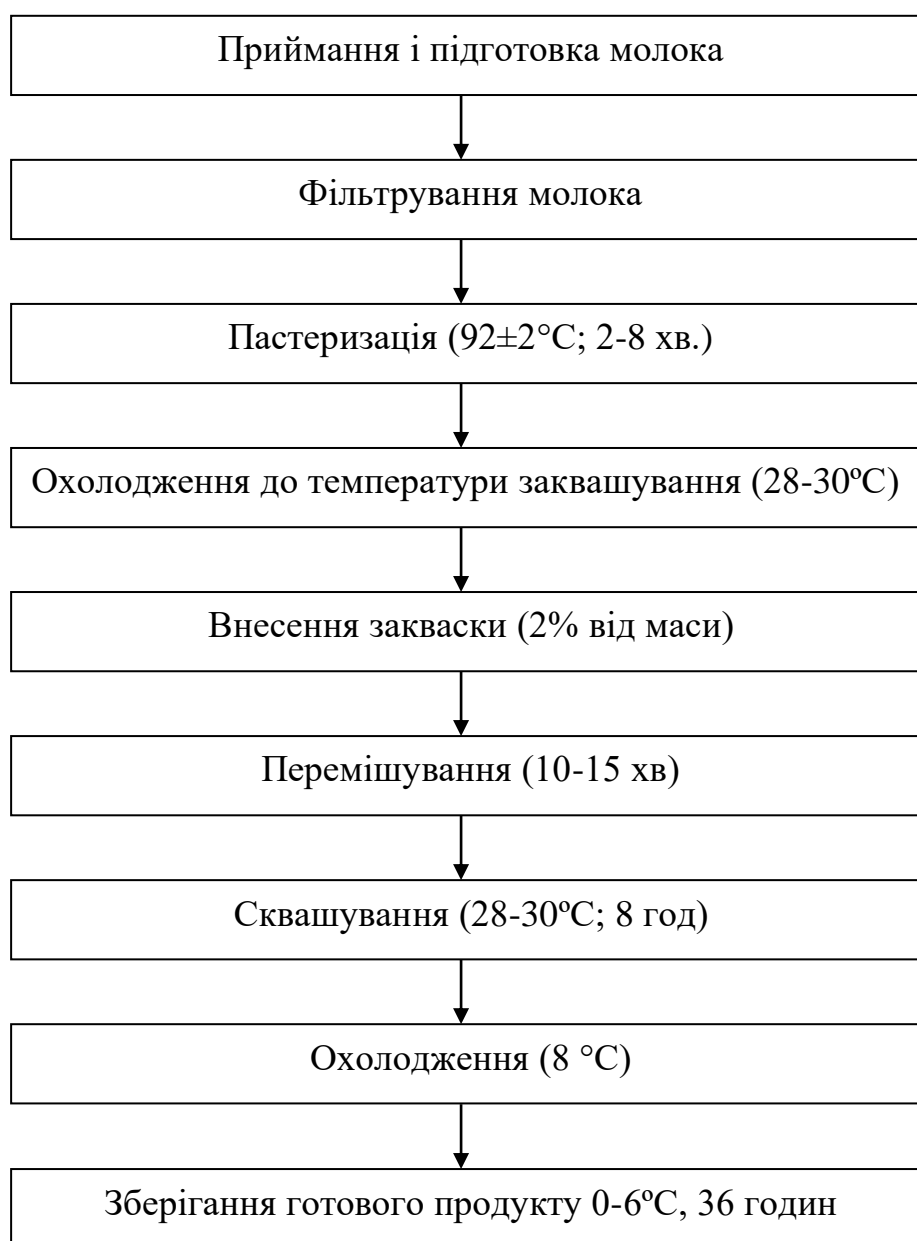 Приймання і підготовка молока
Фільтрування молока
Пастеризація (92±2°С; 2-8 хв.)
Охолодження до температури заквашування (28-30ºС)
Внесення закваски (2% від маси)
Перемішування (10-15 хв)
Сквашування (28-30ºС; 8 год)
Охолодження (8 °С)
Зберігання готового продукту 0-6ºС, 36 годин